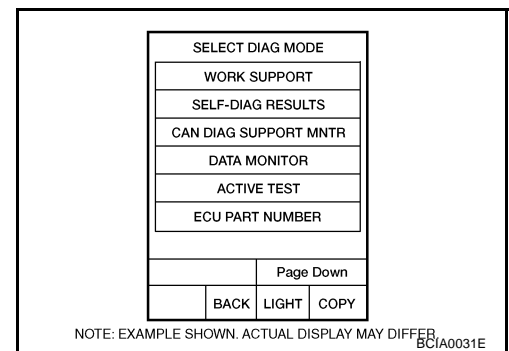 SELECT DIAG MODE
WORK SUPPORT
SELF-DIAG RESULTS
CAN DIAG SUPPORT MNTR
DATA MONITOR
ACTIVE TEST
ECU PART NUMBER
Page Down
BACK LIGHT COPY
NOTE: EXAMPLE SHOWN. ACTUAL DISPLAY MAY DIFFER.
BCIA0031E